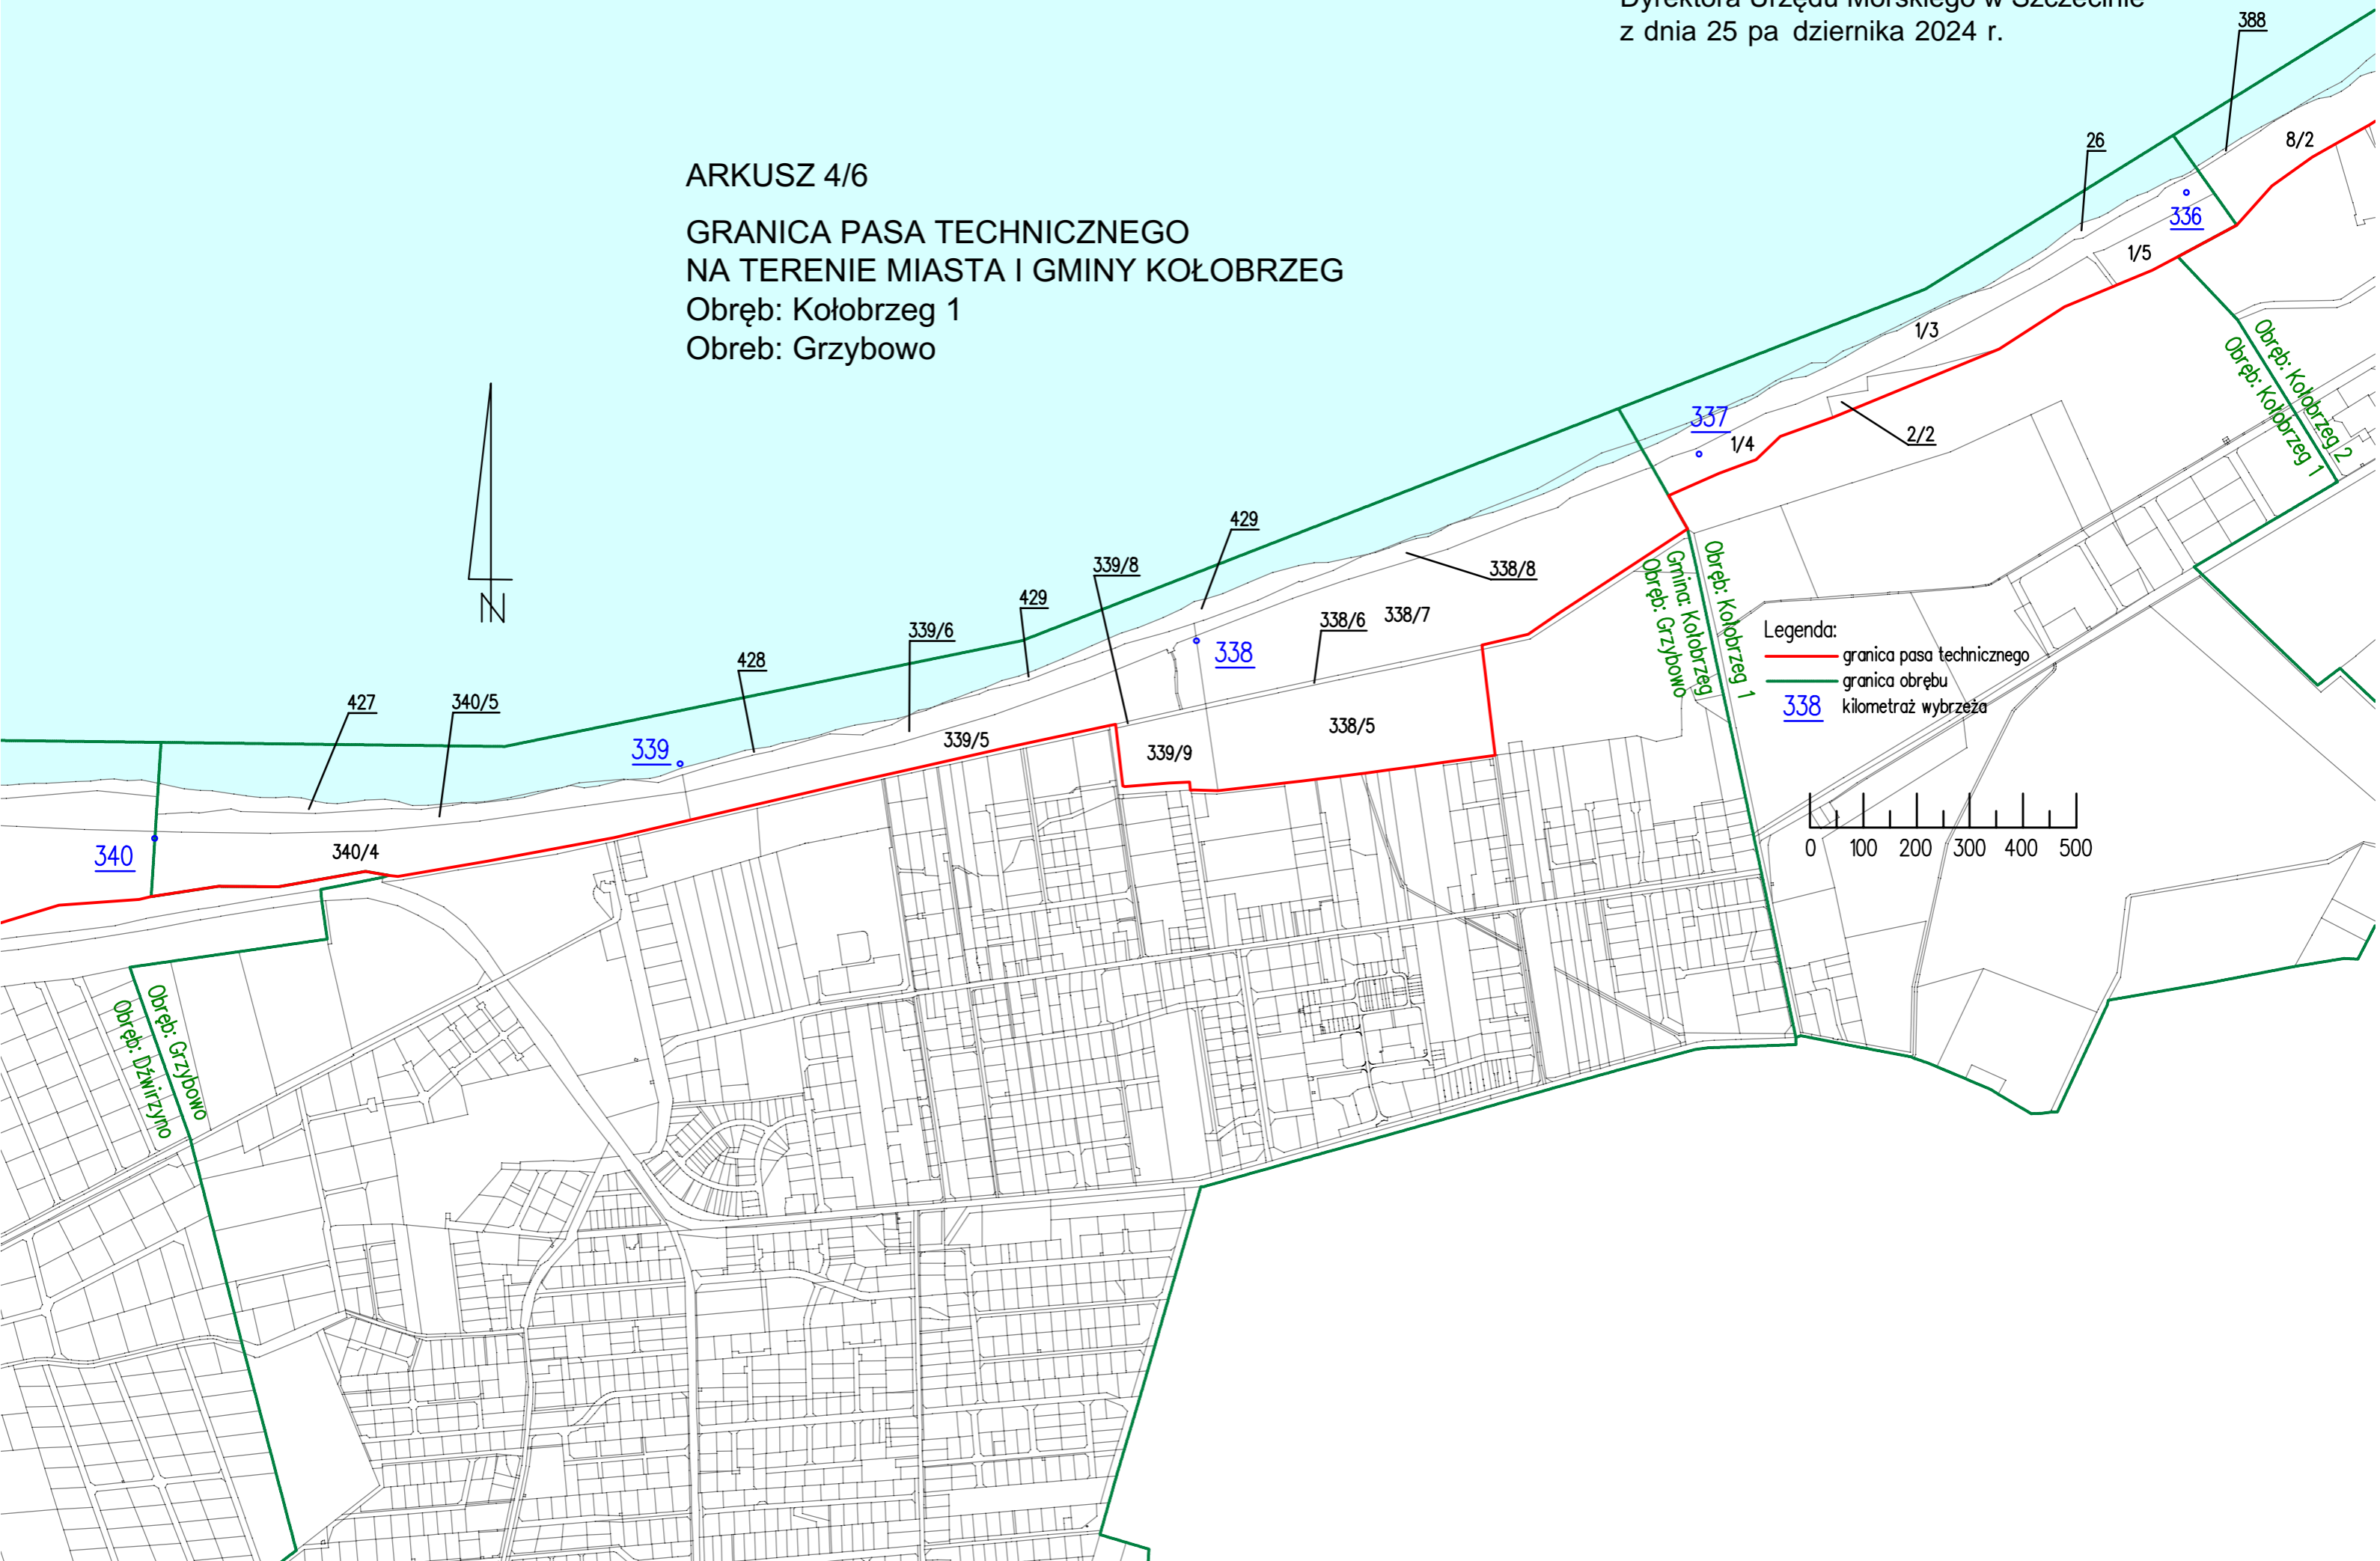 Dyrektora Urzędu Morskiego w Szczecinie
z dnia 25 pa dziernika 2024 r.
388
26
8/2
ARKUSZ 4/6
336
GRANICA PASA TECHNICZNEGO
NA TERENIE MIASTA I GMINY KOŁOBRZEG
Obręb: Kołobrzeg 1
Obreb: Grzybowo
1/5
1/3
Obręb: Kołobrzeg 2
Obręb: Kołobrzeg 1
337
1/4
2/2
N
429
339/8
338/8
429
338/6
338/7
339/6
338
428
427
340/5
339
339/5
339/9
338/5
340
340/4
Obręb: Kołobrzeg 1
Gmina: Kołobrzeg
Obręb: Grzybowo
Legenda:
granica pasa technicznego
granica obrębu
338 kilometraż wybrzeża
0 100 200 300 400 500
Obręb: Grzybowo
Obręb: Dźwirzyno